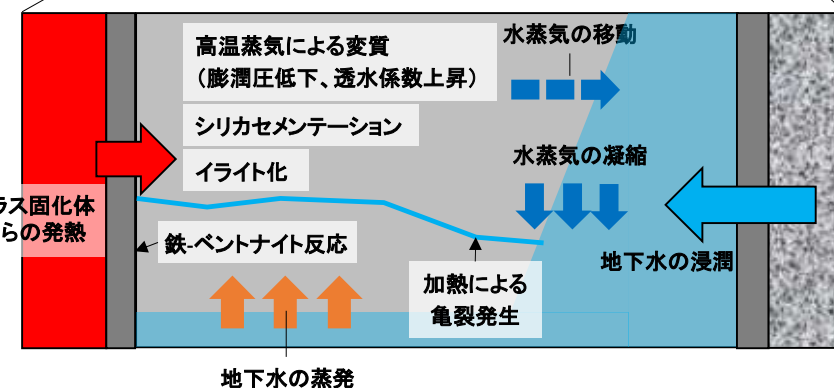 高温蒸気による変質
(膨潤圧低下、透水係数上昇)
水蒸気の移動
シリカセメンテーション
イライト化
水蒸気の凝縮
ラス固化体
らの発熱
鉄-ベントナイト反応
地下水の浸潤
加熱による
亀裂発生
地下水の蒸発